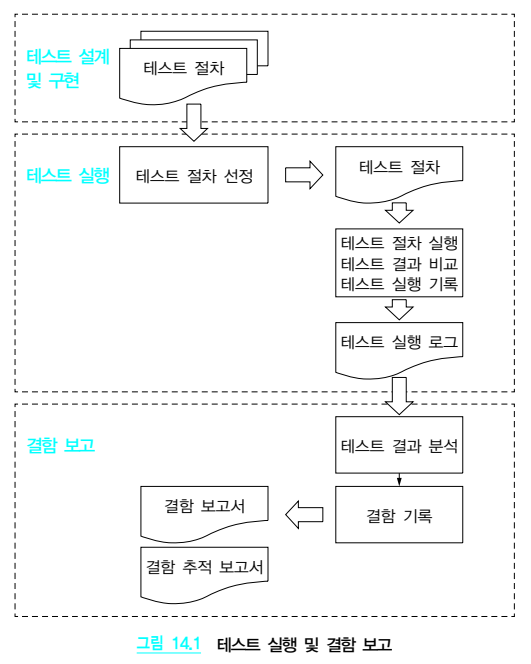 테스트 설계
및 구현
테스트 절차
테스트 실행
테스트 절차 선정
테스트 절차
테스트 절차 실행
테스트 결과 비교
테스트 실행 기록
테스트 실행 로그
결함 보고
테스트 결과 분석
결함 기록
결함 보고서
결함 추적 보고서
그림 14.1 테스트 실행 및 결함 보고